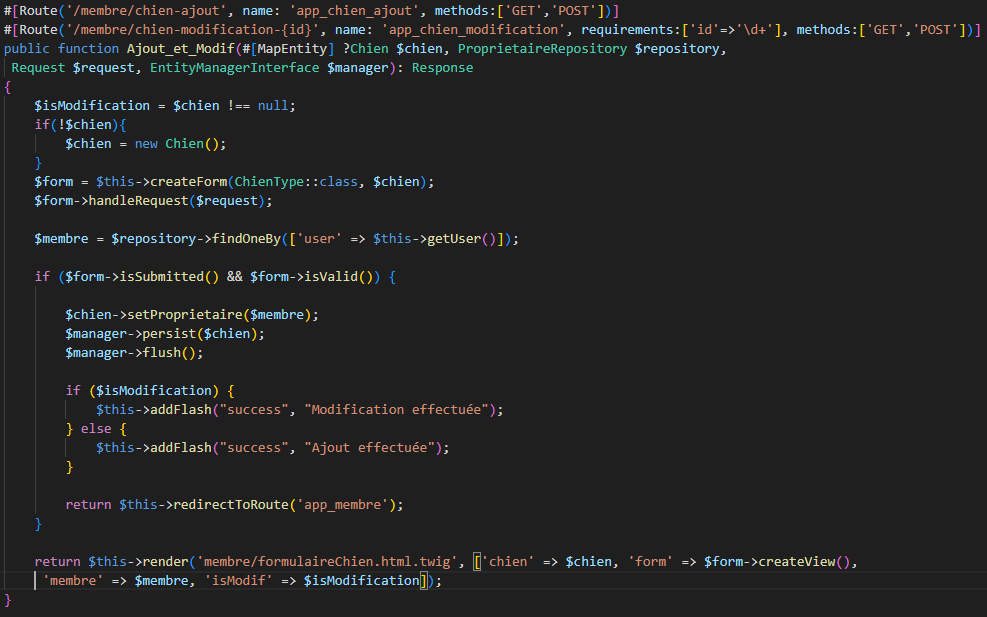 #[Route('/membre/chien-ajout', name: 'app_chien_ajout', methods:['GET','POST'])]
#[Route('/membre/chien-modification-{id}', name: 'app_chien_modification', requirements:['id'=>'\d+'], methods:['GET','POST'])]
public function Ajout_et_Modif(#[MapEntity] ?Chien $chien, ProprietaireRepository $repository,
 Request $request, EntityManagerInterface $manager): Response
{
    $isModification = $chien !== null;
    if(!$chien){
        $chien = new Chien();
    }
    $form = $this->createForm(ChienType::class, $chien);
    $form->handleRequest($request);

    $membre = $repository->findOneBy(['user' => $this->getUser()]);

    if ($form->isSubmitted() && $form->isValid()) {

        $chien->setProprietaire($membre);
        $manager->persist($chien);
        $manager->flush();

        if ($isModification) {
            $this->addFlash("success", "Modification effectuée");
        } else {
            $this->addFlash("success", "Ajout effectuée");
        }

        return $this->redirectToRoute('app_membre');
    }

    return $this->render('membre/formulaireChien.html.twig', ['chien' => $chien, 'form' => $form->createView(),
     'membre' => $membre, 'isModif' => $isModification]);
}